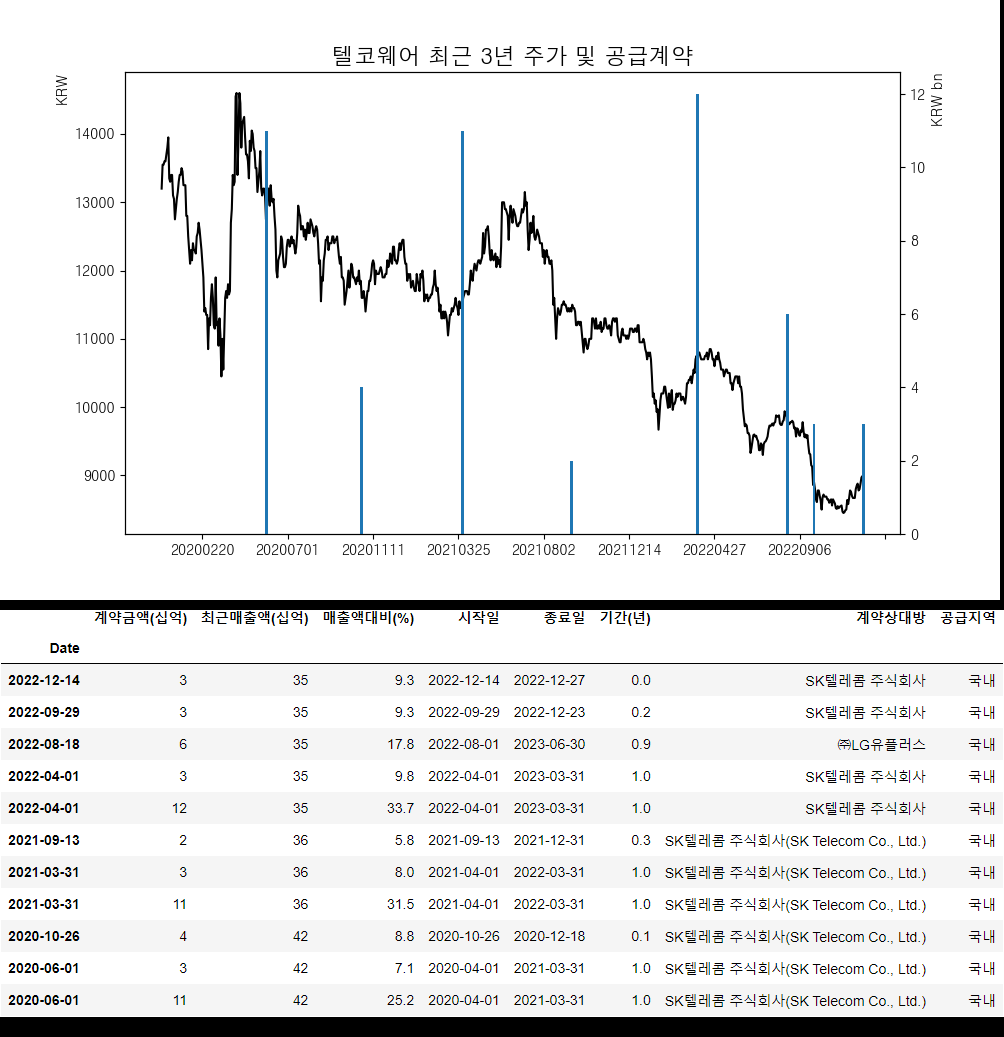 텔코웨어 최근 3년 주가 및 공급계약
KRW
KRW bn
14000
13000
12000
11000
10000
9000
12
10
8
6
4
2
0
20200220 20200701 20201111 20210325 20210802 20211214 20220427 20220906
계약금액(십억) 최근매출액(십억) 매출액대비(%) 시작일 종료일 기간(년) 계약상대방 공급지역
Date
2022-12-14 3 35 9.3 2022-12-14 2022-12-27 0.0 SK텔레콤 주식회사 국내
2022-09-29 3 35 9.3 2022-09-29 2022-12-23 0.2 SK텔레콤 주식회사 국내
2022-08-18 6 35 17.8 2022-08-01 2023-06-30 0.9 ㈜LG유플러스 국내
2022-04-01 3 35 9.8 2022-04-01 2023-03-31 1.0 SK텔레콤 주식회사 국내
2022-04-01 12 35 33.7 2022-04-01 2023-03-31 1.0 SK텔레콤 주식회사 국내
2021-09-13 2 36 5.8 2021-09-13 2021-12-31 0.3 SK텔레콤 주식회사(SK Telecom Co., Ltd.) 국내
2021-03-31 3 36 8.0 2021-04-01 2022-03-31 1.0 SK텔레콤 주식회사(SK Telecom Co., Ltd.) 국내
2021-03-31 11 36 31.5 2021-04-01 2022-03-31 1.0 SK텔레콤 주식회사(SK Telecom Co., Ltd.) 국내
2020-10-26 4 42 8.8 2020-10-26 2020-12-18 0.1 SK텔레콤 주식회사(SK Telecom Co., Ltd.) 국내
2020-06-01 3 42 7.1 2020-04-01 2021-03-31 1.0 SK텔레콤 주식회사(SK Telecom Co., Ltd.) 국내
2020-06-01 11 42 25.2 2020-04-01 2021-03-31 1.0 SK텔레콤 주식회사(SK Telecom Co., Ltd.) 국내